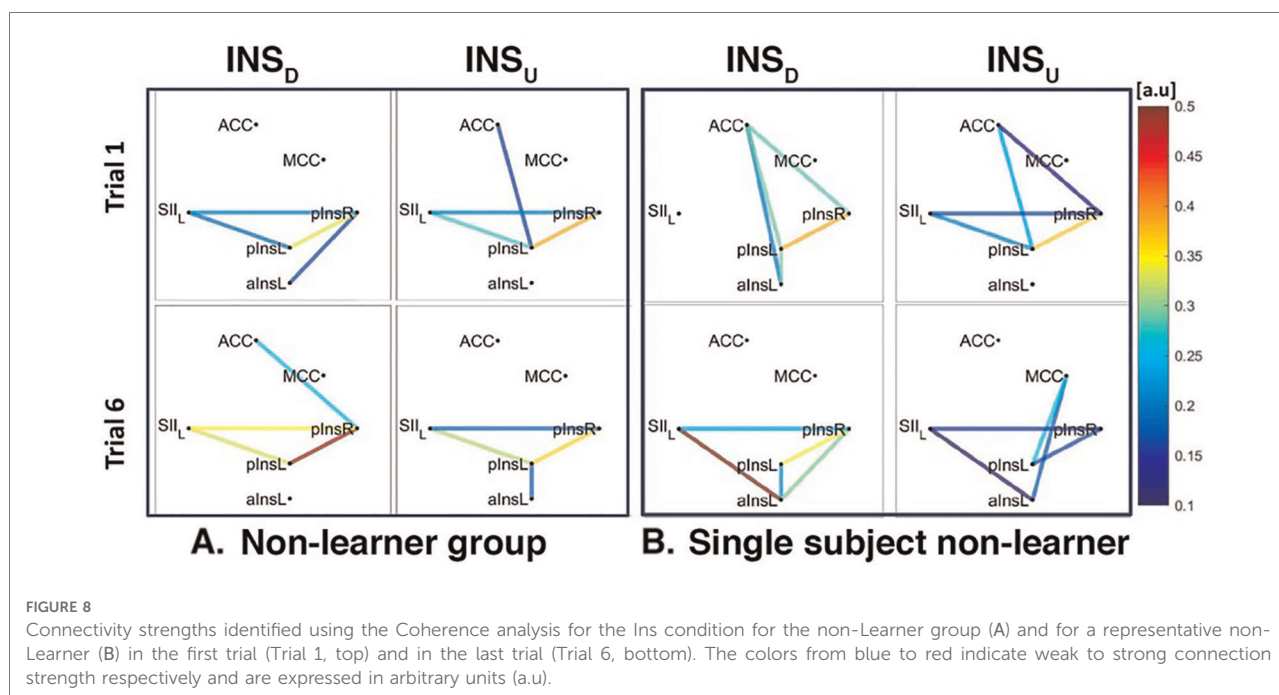 INS_D INS_U INS_D INS_U
[a.u]
Trial 1
ACC
MCC
SII_L
pInsR
pInsL
aInsL
ACC
MCC
SII_L
pInsR
pInsL
aInsL
ACC
MCC
SII_L
pInsR
pInsL
aInsL
ACC
MCC
SII_L
pInsR
pInsL
aInsL
Trial 6
ACC
MCC
SII_L
pInsR
pInsL
aInsL
ACC
MCC
SII_L
pInsR
pInsL
aInsL
ACC
MCC
SII_L
pInsR
pInsL
aInsL
ACC
MCC
SII_L
pInsR
pInsL
aInsL
0.5
0.45
0.4
0.35
0.3
0.25
0.2
0.15
0.1
A. Non-learner group
B. Single subject non-learner
FIGURE 8
Connectivity strengths identified using the Coherence analysis for the Ins condition for the non-Learner group (A) and for a representative non-
Learner (B) in the first trial (Trial 1, top) and in the last trial (Trial 6, bottom). The colors from blue to red indicate weak to strong connection
strength respectively and are expressed in arbitrary units (a.u).